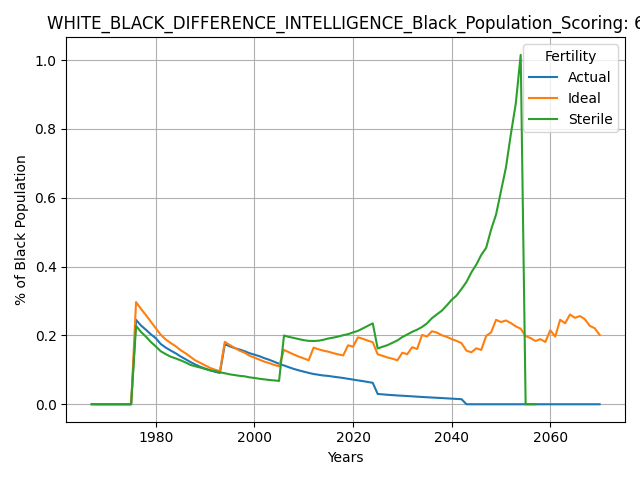 WHITE_BLACK_DIFFERENCE_INTELLIGENCE_Black_Population_Scoring: 6
Fertility
Actual
Ideal
Sterile
% of Black Population
1.0
0.8
0.6
0.4
0.2
0.0
1980 2000 2020 2040 2060
Years